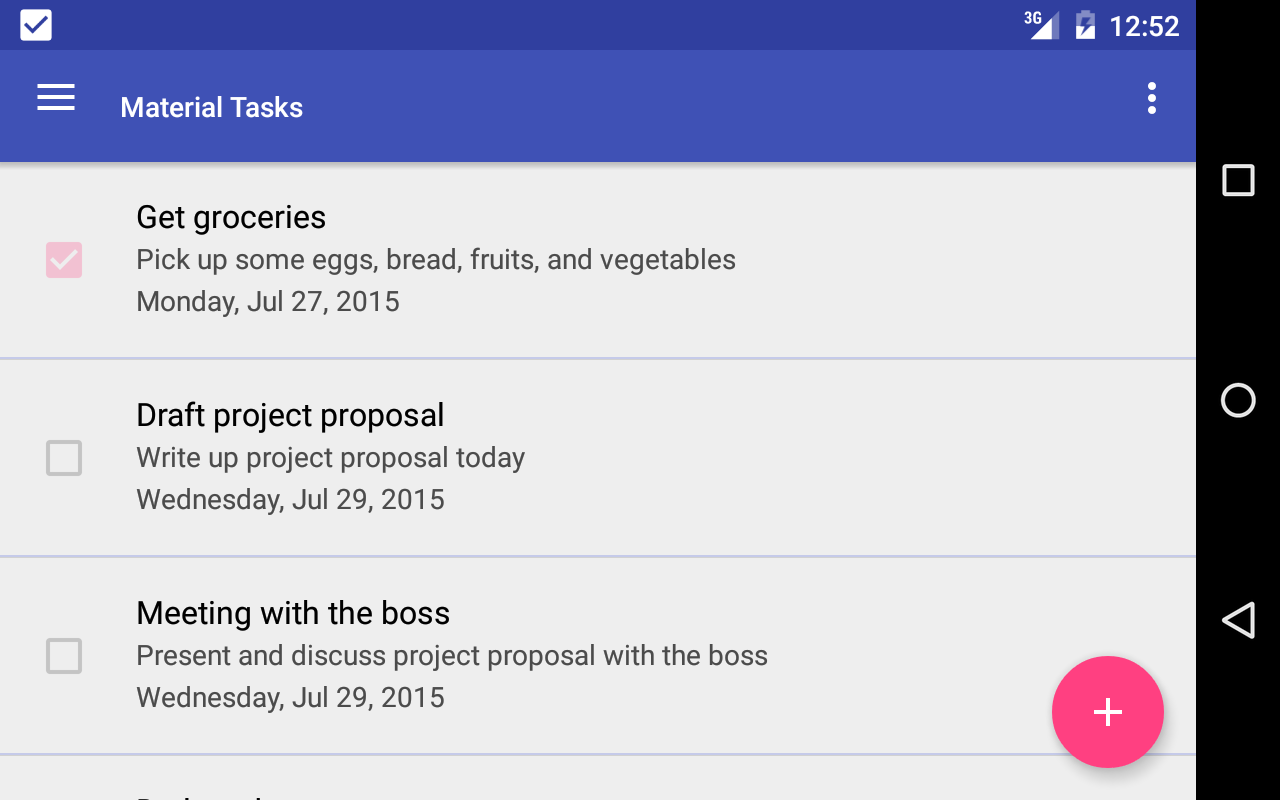 3G 12:52
Material Tasks
Get groceries
Pick up some eggs, bread, fruits, and vegetables
Monday, Jul 27, 2015
Draft project proposal
Write up project proposal today
Wednesday, Jul 29, 2015
Meeting with the boss
Present and discuss project proposal with the boss
Wednesday, Jul 29, 2015